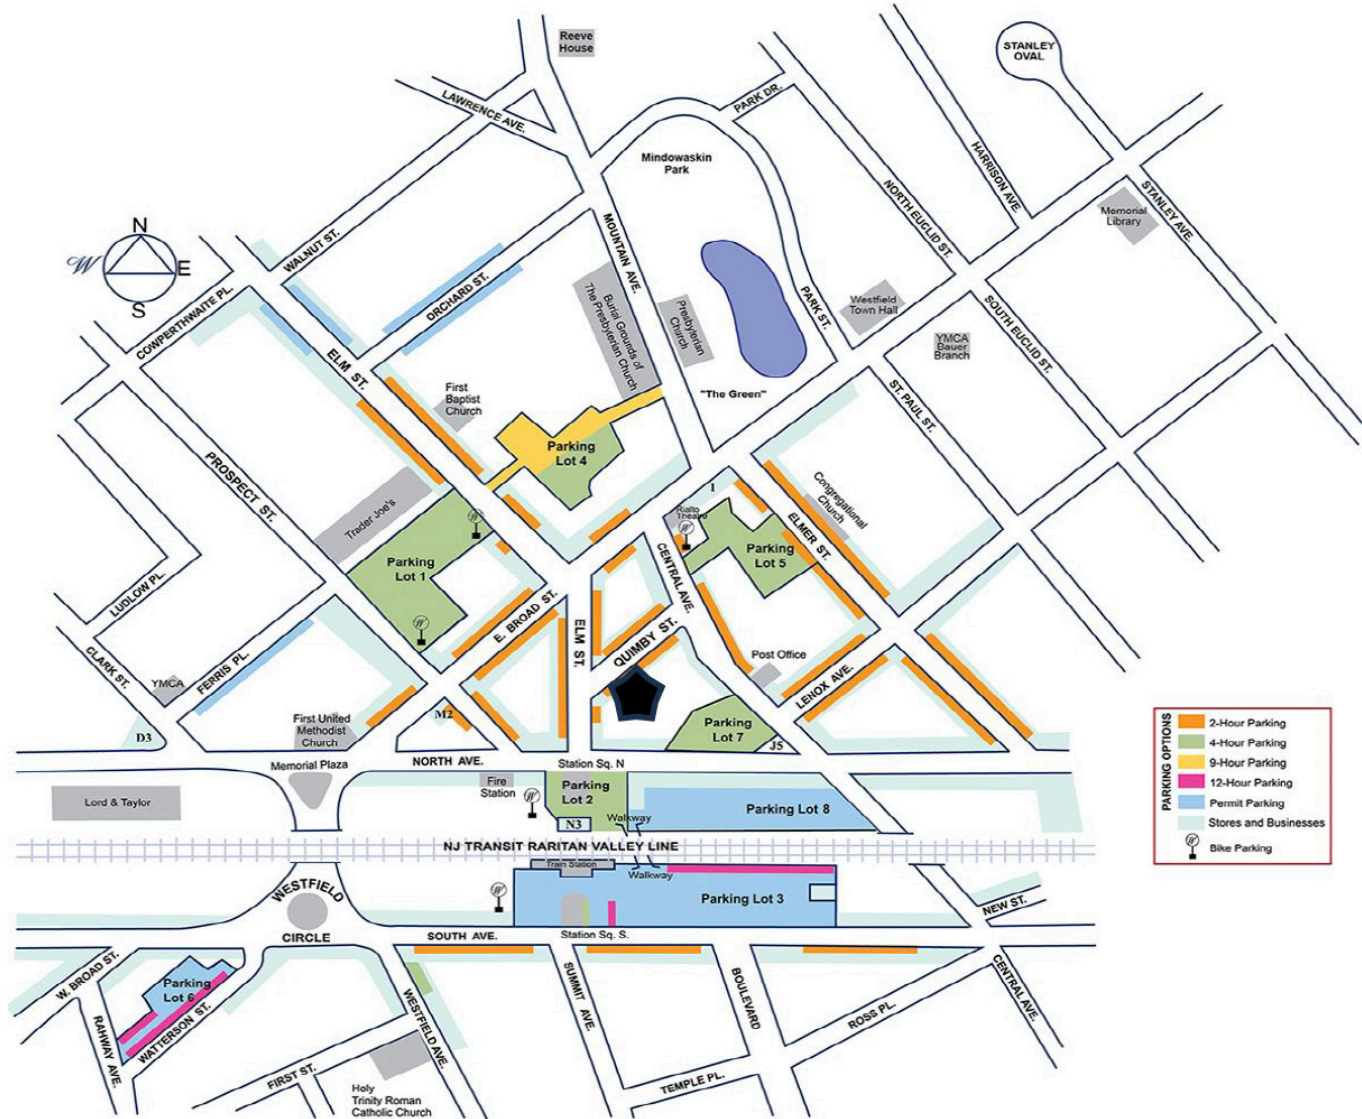 Reeve
House
STANLEY
OVAL
LAWRENCE AVE.
PARK DR.
Mindowaskin
Park
HARRISON AVE.
NORTH EUCLID ST.
STANLEY AVE.
Memorial
Library
N
W
E
S
WALNUT ST.
MOUNTAIN AVE.
COWPERTHWAITE PL.
ORCHARD ST.
Burial Grounds of
The Presbyterian Church
Presbyterian
Church
PARK ST.
Westfield
Town Hall
SOUTH EUCLID ST.
YMCA
Bauer
Branch
ELM ST.
First
Baptist
Church
"The Green"
ST. PAUL ST.
Parking
Lot 4
PROSPECT ST.
Trader Joe's
Congregational
Church
1
Rialto
Theatre
ELMER ST.
Parking
Lot 1
Parking
Lot 5
CENTRAL AVE.
LUDLOW PL.
E. BROAD ST.
ELM ST.
QUIMBY ST.
CLARK ST.
FERRIS PL.
YMCA
Post Office
LENOX AVE.
D3
First United
Methodist
Church
M2
Parking
Lot 7
J5
Memorial Plaza
NORTH AVE.
Station Sq. N
Lord & Taylor
Fire
Station
Parking
Lot 2
N3
Walkway
Parking Lot 8
NJ TRANSIT RARITAN VALLEY LINE
Train Station
Walkway
Parking Lot 3
WESTFIELD
CIRCLE
SOUTH AVE.
Station Sq. S.
NEW ST.
W. BROAD ST.
Parking
Lot 6
WATTERSON ST.
RAHWAY AVE.
WESTFIELD AVE.
SUMMIT AVE.
BOULEVARD
ROSS PL.
CENTRAL AVE.
FIRST ST.
TEMPLE PL.
Holy
Trinity Roman
Catholic Church
PARKING OPTIONS
2-Hour Parking
4-Hour Parking
9-Hour Parking
12-Hour Parking
Permit Parking
Stores and Businesses
Bike Parking